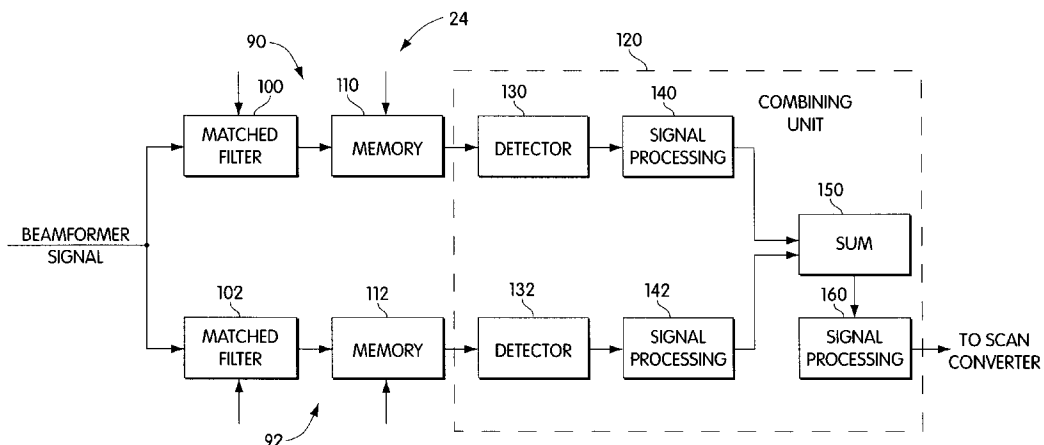 24
90
120
100
110
130
140
COMBINING
UNIT
MATCHED
FILTER
MEMORY
DETECTOR
SIGNAL
PROCESSING
150
BEAMFORMER
SIGNAL
SUM
102
112
132
142
160
MATCHED
FILTER
MEMORY
DETECTOR
SIGNAL
PROCESSING
SIGNAL
PROCESSING
TO SCAN
CONVERTER
92